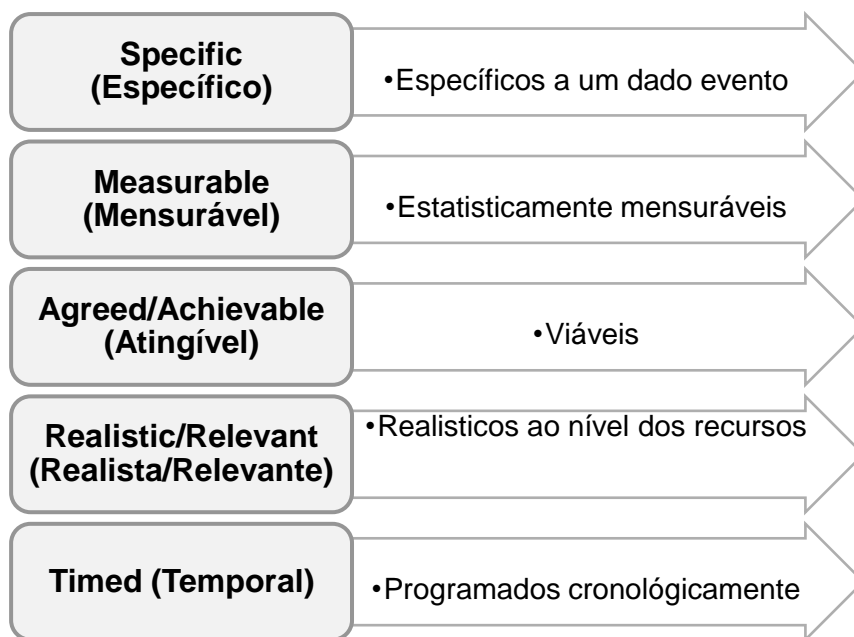 Specific
(Específico)
•Específicos a um dado evento
Measurable
(Mensurável)
•Estatisticamente mensuráveis
Agreed/Achievable
(Atingível)
•Viáveis
Realistic/Relevant
(Realista/Relevante)
•Realisticos ao nível dos recursos
Timed (Temporal)
•Programados cronológicamente